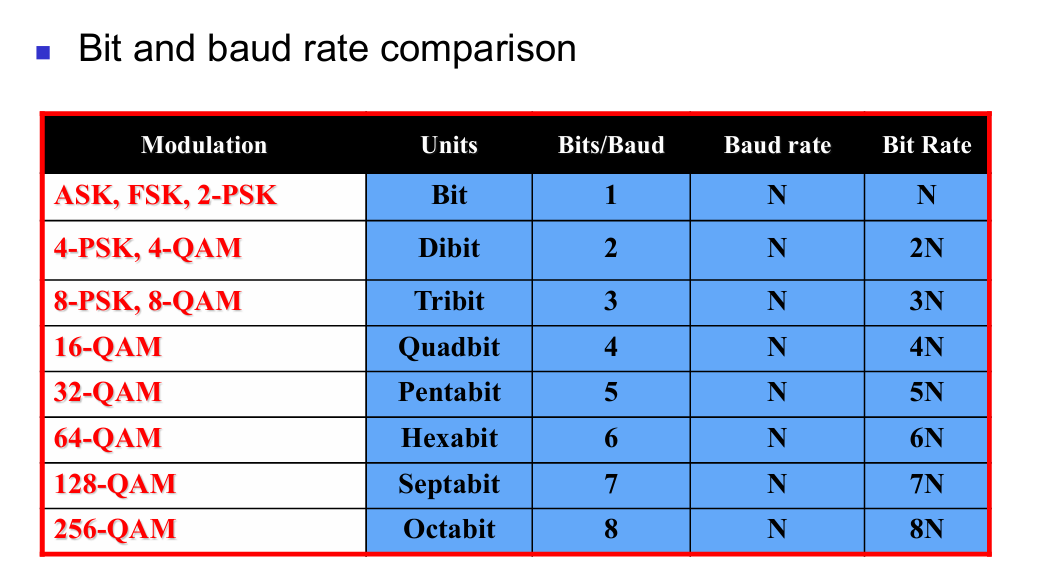 Bit and baud rate comparison
Modulation Units Bits/Baud Baud rate Bit Rate
ASK, FSK, 2-PSK Bit 1 N N
4-PSK, 4-QAM Dibit 2 N 2N
8-PSK, 8-QAM Tribit 3 N 3N
16-QAM Quadbit 4 N 4N
32-QAM Pentabit 5 N 5N
64-QAM Hexabit 6 N 6N
128-QAM Septabit 7 N 7N
256-QAM Octabit 8 N 8N